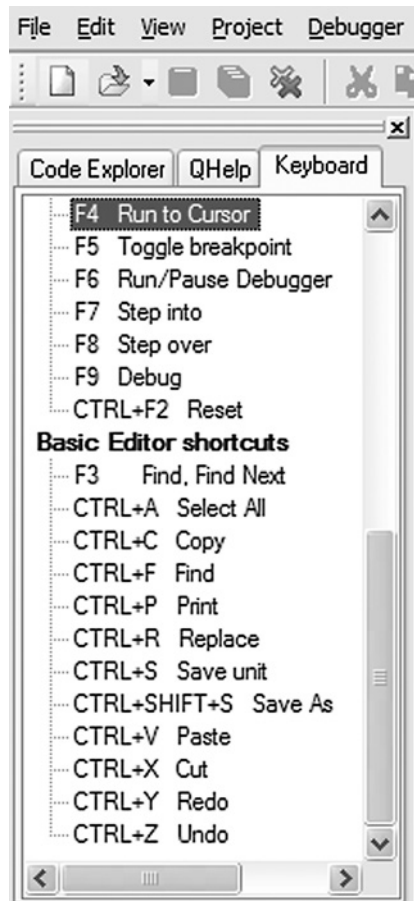 File Edit View Project Debugger
Code Explorer QHelp Keyboard
F4 Run to Cursor
F5 Toggle breakpoint
F6 Run/Pause Debugger
F7 Step into
F8 Step over
F9 Debug
CTRL+F2 Reset
Basic Editor shortcuts
F3 Find, Find Next
CTRL+A Select All
CTRL+C Copy
CTRL+F Find
CTRL+P Print
CTRL+R Replace
CTRL+S Save unit
CTRL+SHIFT+S Save As
CTRL+V Paste
CTRL+X Cut
CTRL+Y Redo
CTRL+Z Undo